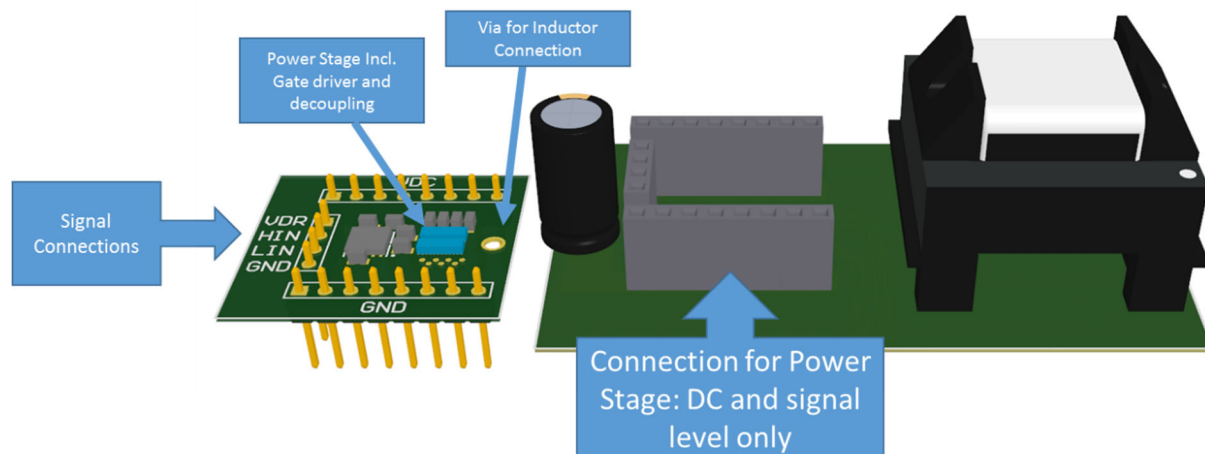 Via for Inductor
Connection
Power Stage Incl.
Gate driver and
decoupling
Signal
Connections
VDR
HIN
LIN
GND
GND
Connection for Power
Stage: DC and signal
level only